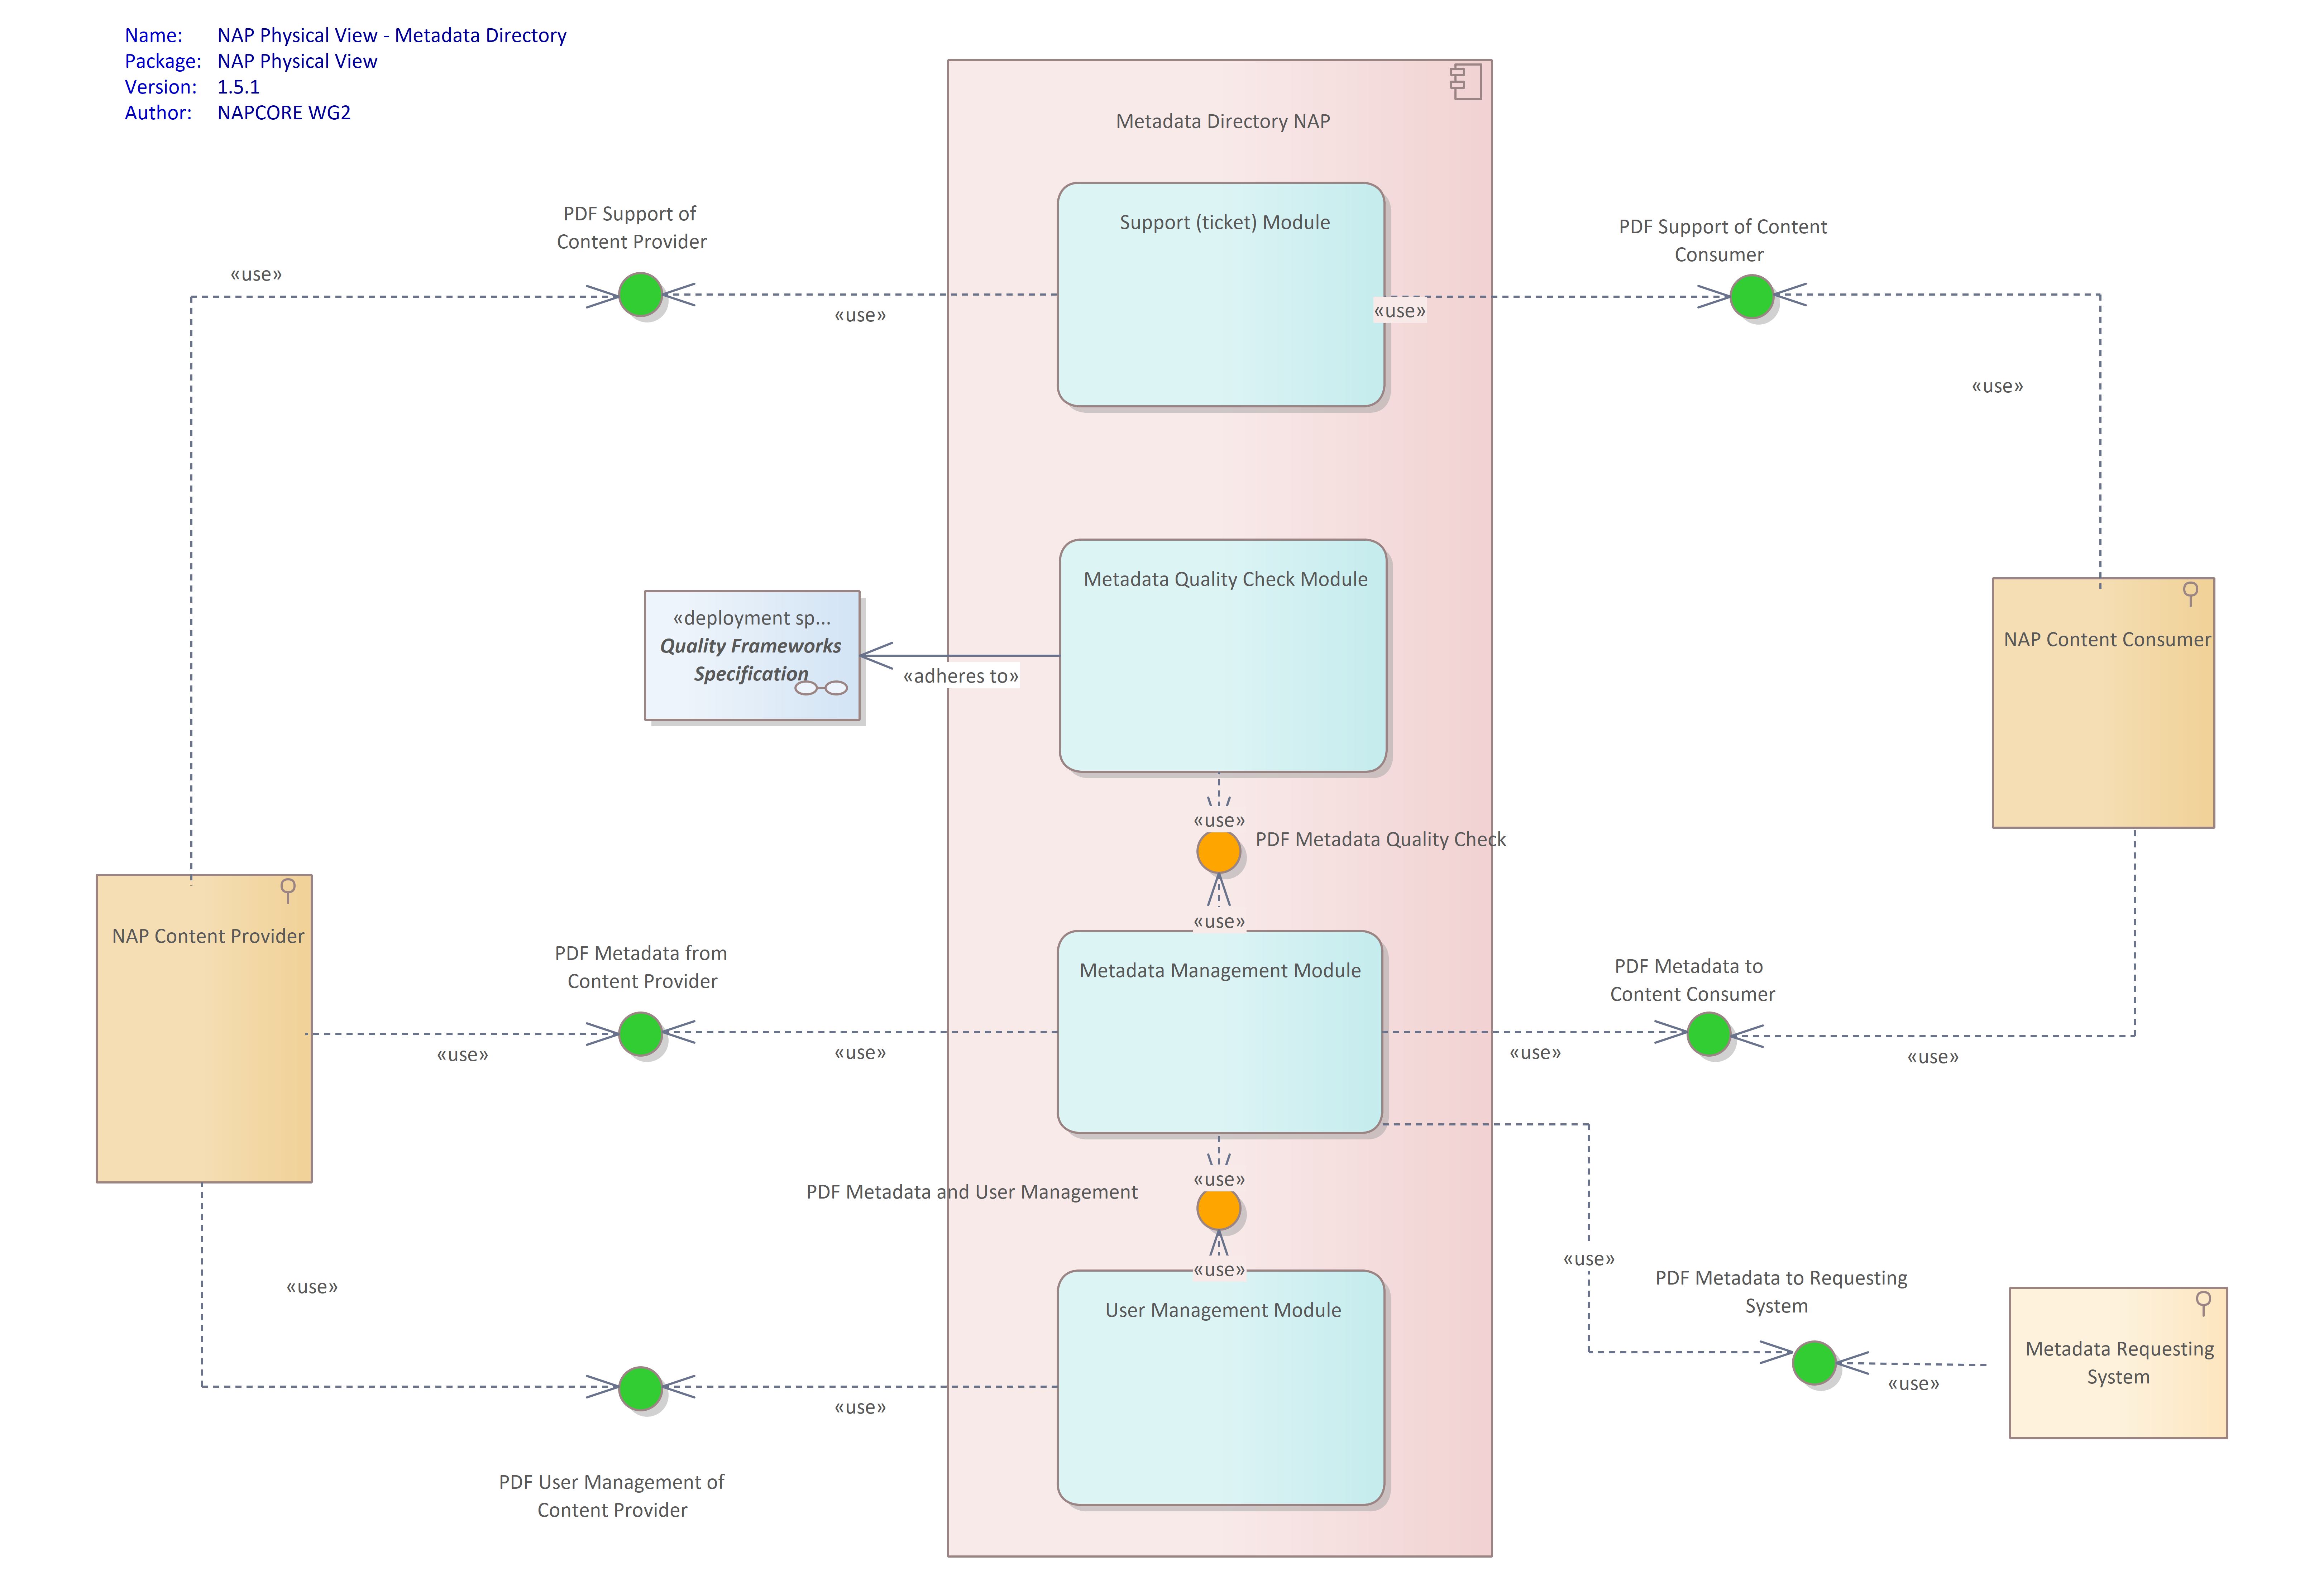 Name: NAP Physical View - Metadata Directory
Package: NAP Physical View
Version: 1.5.1
Author: NAPCORE WG2
Metadata Directory NAP
PDF Support of
Content Provider
Support (ticket) Module
PDF Support of Content
Consumer
«use»
«use»
«use»
«use»
Metadata Quality Check Module
«deployment sp...
Quality Frameworks
Specification
«adheres to»
NAP Content Consumer
«use»
PDF Metadata Quality Check
«use»
NAP Content Provider
PDF Metadata from
Content Provider
Metadata Management Module
PDF Metadata to
Content Consumer
«use»
«use»
«use»
«use»
«use»
PDF Metadata and User Management
«use»
«use»
User Management Module
«use»
PDF Metadata to Requesting
System
Metadata Requesting
System
«use»
«use»
PDF User Management of
Content Provider